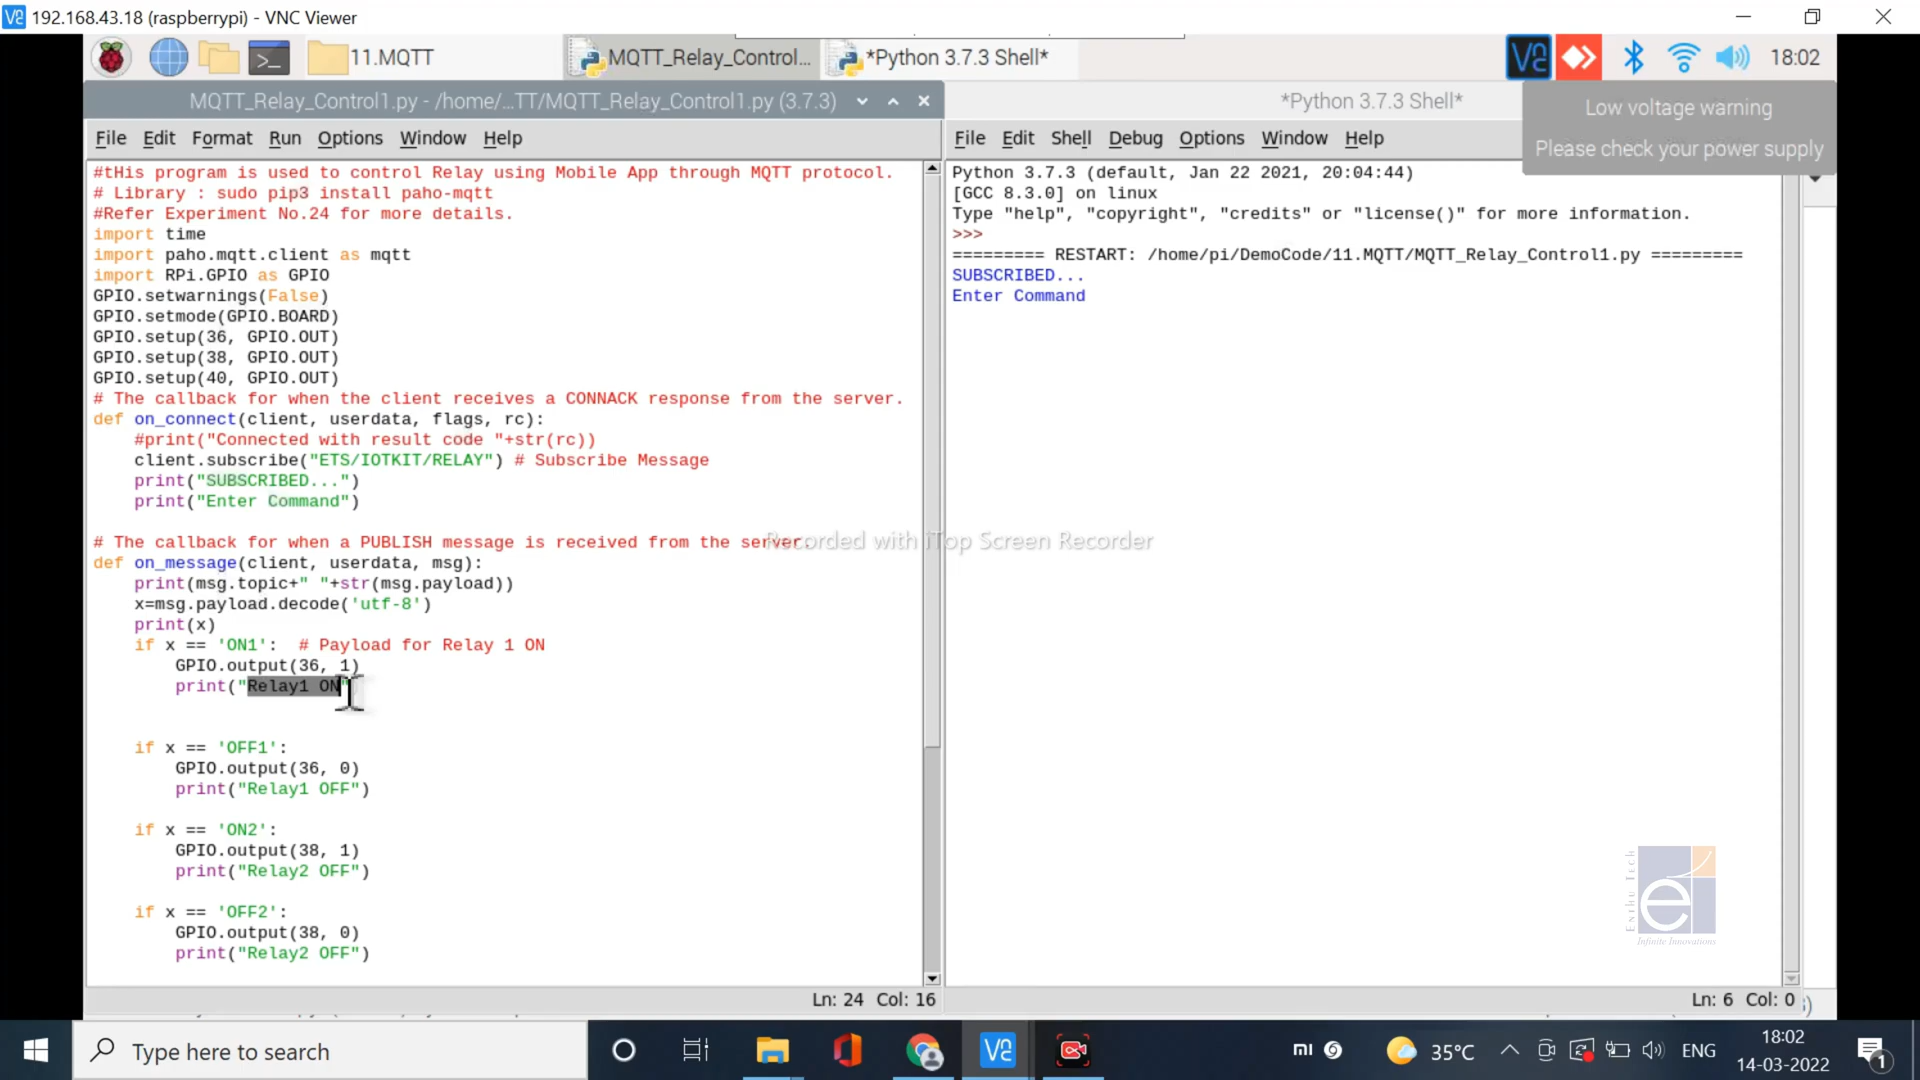 192.168.43.18 (raspberrypi) - VNC Viewer
11.MQTT
MQTT_Relay_Control...
*Python 3.7.3 Shell*
18:02
MQTT_Relay_Control1.py - /home/...TT/MQTT_Relay_Control1.py (3.7.3)
File Edit Format Run Options Window Help
#tHis program is used to control Relay using Mobile App through MQTT protocol.
# Library : sudo pip3 install paho-mqtt
#Refer Experiment No.24 for more details.
import time
import paho.mqtt.client as mqtt
import RPi.GPIO as GPIO
GPIO.setwarnings(False)
GPIO.setmode(GPIO.BOARD)
GPIO.setup(36, GPIO.OUT)
GPIO.setup(38, GPIO.OUT)
GPIO.setup(40, GPIO.OUT)
# The callback for when the client receives a CONNACK response from the server.
def on_connect(client, userdata, flags, rc):
    #print("Connected with result code "+str(rc))
    client.subscribe("ETS/IOTKIT/RELAY") # Subscribe Message
    print("SUBSCRIBED...")
    print("Enter Command")
# The callback for when a PUBLISH message is received from the server.
def on_message(client, userdata, msg):
    print(msg.topic+" "+str(msg.payload))
    x=msg.payload.decode('utf-8')
    print(x)
    if x == 'ON1':  # Payload for Relay 1 ON
        GPIO.output(36, 1)
        print("Relay1 ON"
    if x == 'OFF1':
        GPIO.output(36, 0)
        print("Relay1 OFF")
    if x == 'ON2':
        GPIO.output(38, 1)
        print("Relay2 OFF")
    if x == 'OFF2':
        GPIO.output(38, 0)
        print("Relay2 OFF")
Ln: 24 Col: 16
*Python 3.7.3 Shell*
File Edit Shell Debug Options Window Help
Low voltage warning
Please check your power supply
Python 3.7.3 (default, Jan 22 2021, 20:04:44)
[GCC 8.3.0] on linux
Type "help", "copyright", "credits" or "license()" for more information.
>>>
========= RESTART: /home/pi/DemoCode/11.MQTT/MQTT_Relay_Control1.py =========
SUBSCRIBED...
Enter Command
Recorded with iTop Screen Recorder
Enthu Tech
Infinite Innovations
Ln: 6 Col: 0
Type here to search
35°C
ENG
18:02
14-03-2022
1